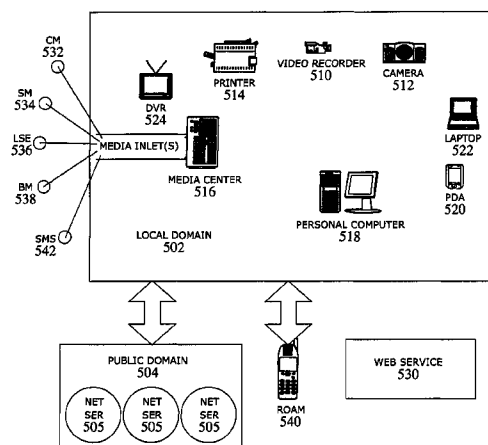 CM
532
SM
534
LSE
536
BM
538
SMS
542
MEDIA INLET(S)
DVR
524
PRINTER
514
VIDEO RECORDER
510
CAMERA
512
LAPTOP
522
PDA
520
MEDIA CENTER
516
PERSONAL COMPUTER
518
LOCAL DOMAIN
502
PUBLIC DOMAIN
504
NET
SER
505
NET
SER
505
NET
SER
505
ROAM
540
WEB SERVICE
530